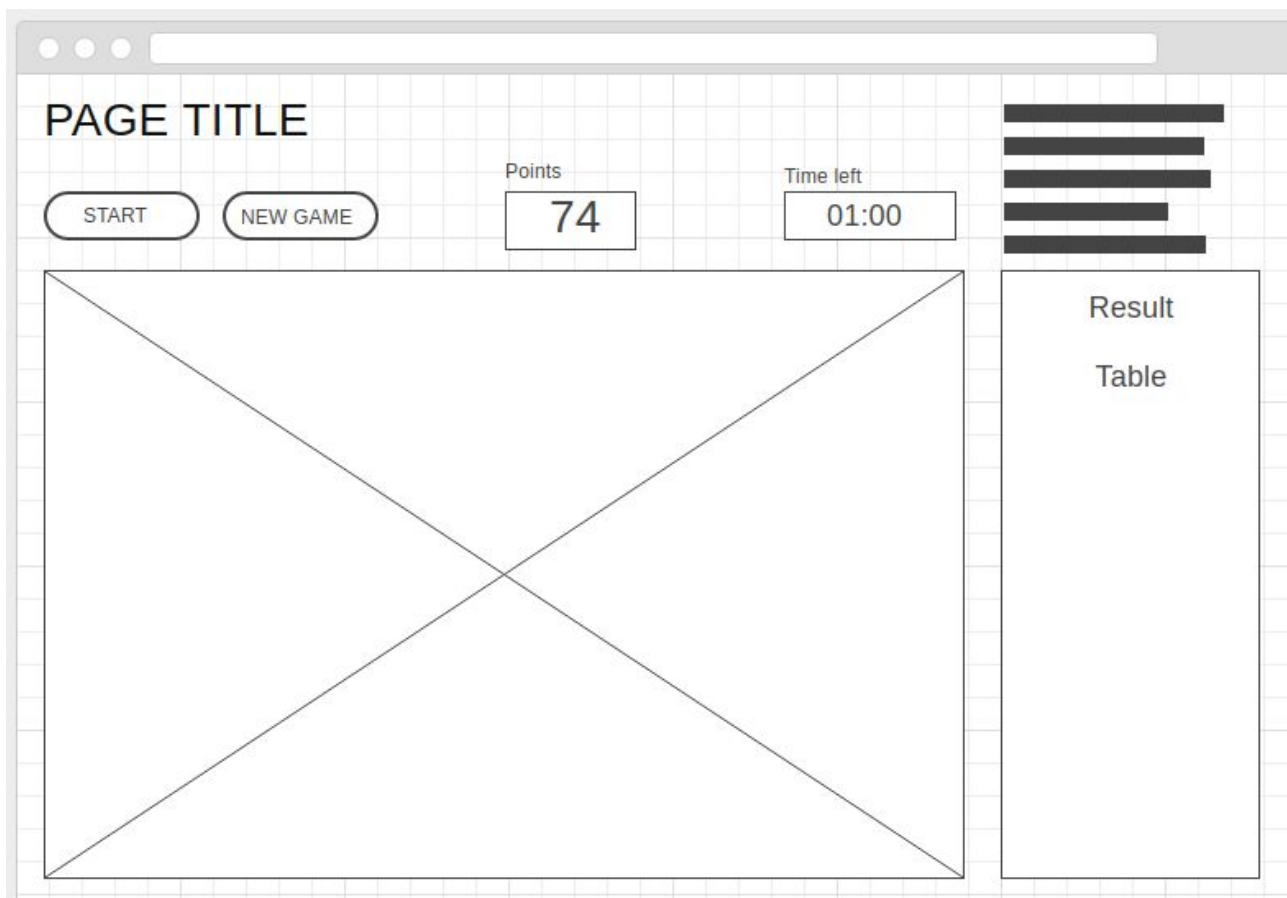 PAGE TITLE
START
NEW GAME
Points
74
Time left
01:00
Result
Table